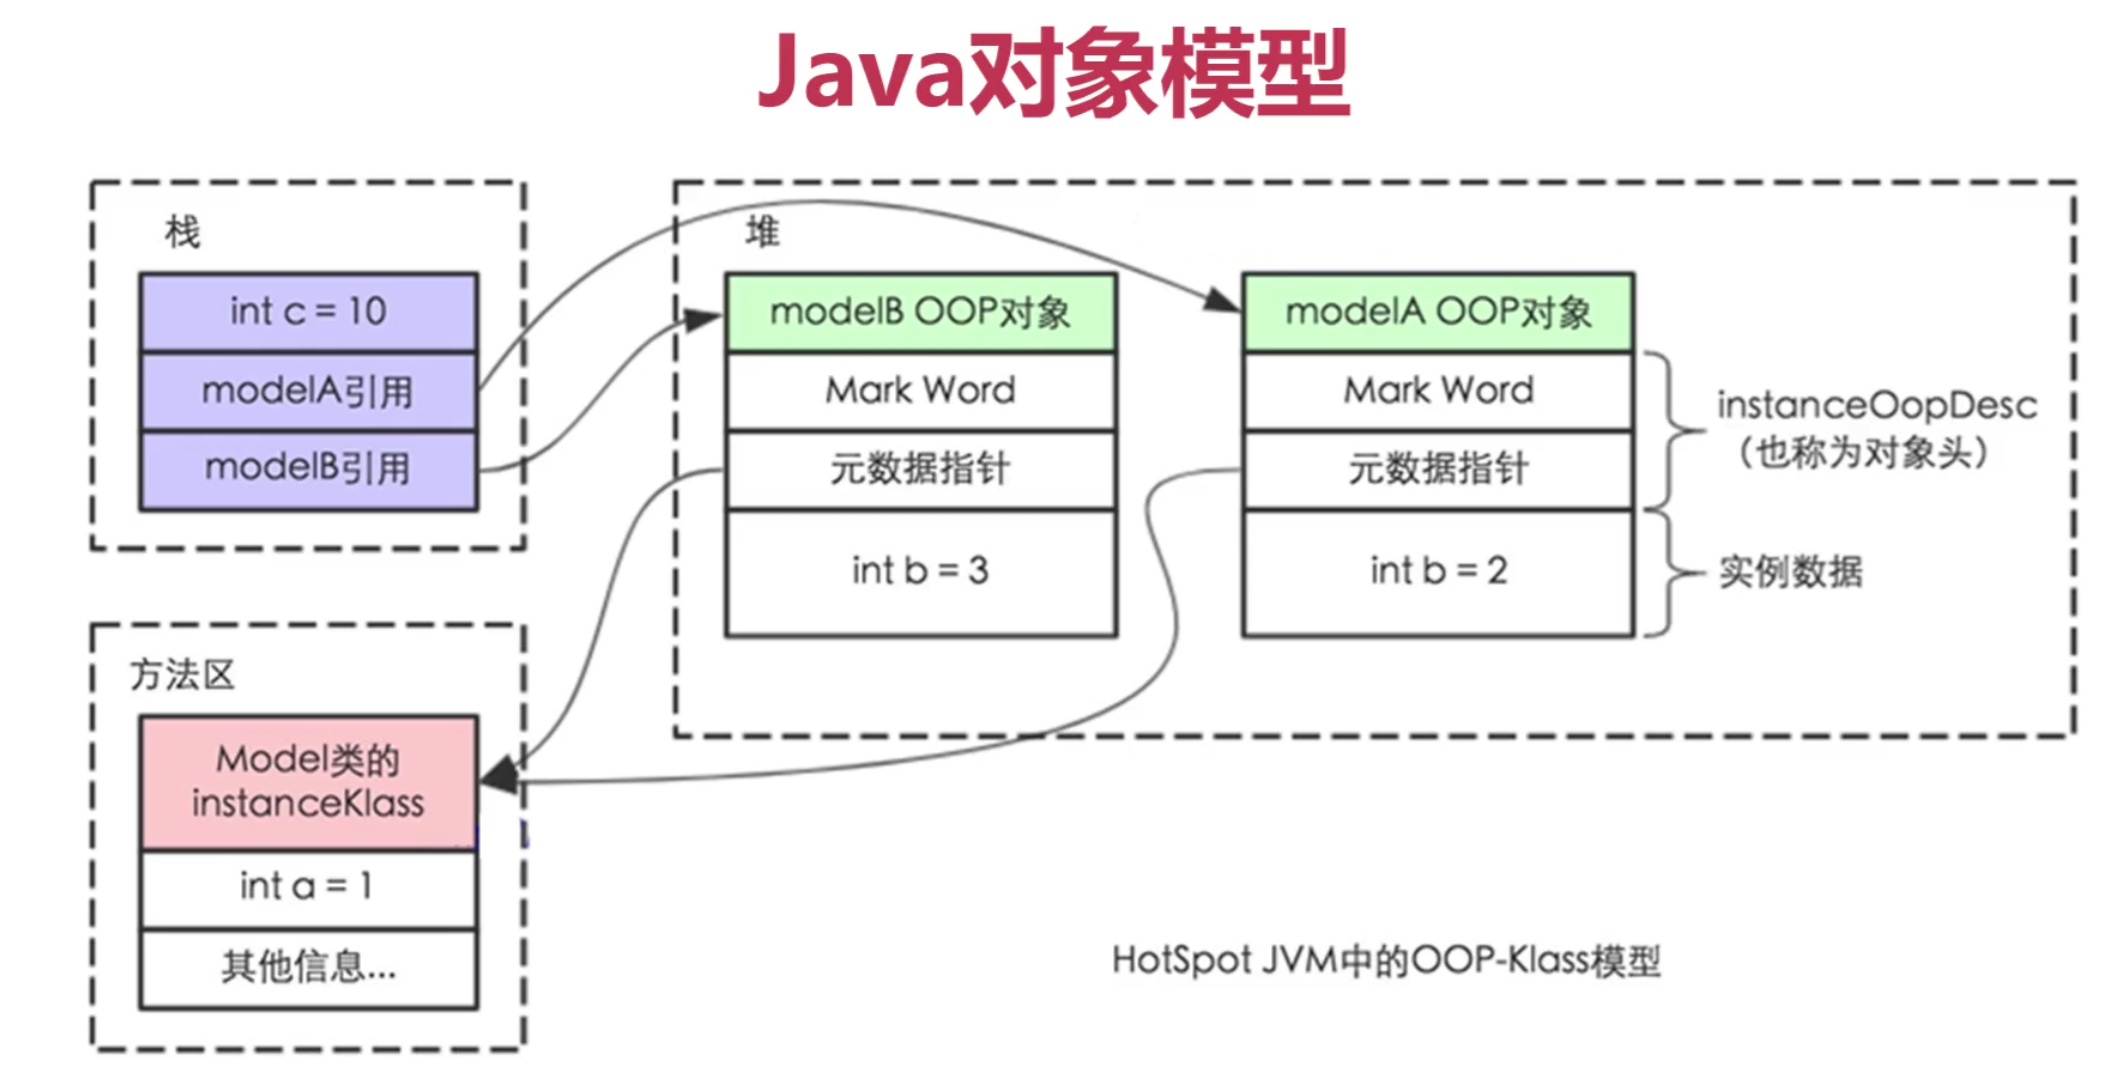 Java对象模型
栈
int c = 10
modelA引用
modelB引用
堆
modelB OOP对象
Mark Word
元数据指针
int b = 3
modelA OOP对象
Mark Word
元数据指针
int b = 2
instanceOopDesc
（也称为对象头）
实例数据
方法区
Model类的
instanceKlass
int a = 1
其他信息...
HotSpot JVM中的OOP-Klass模型